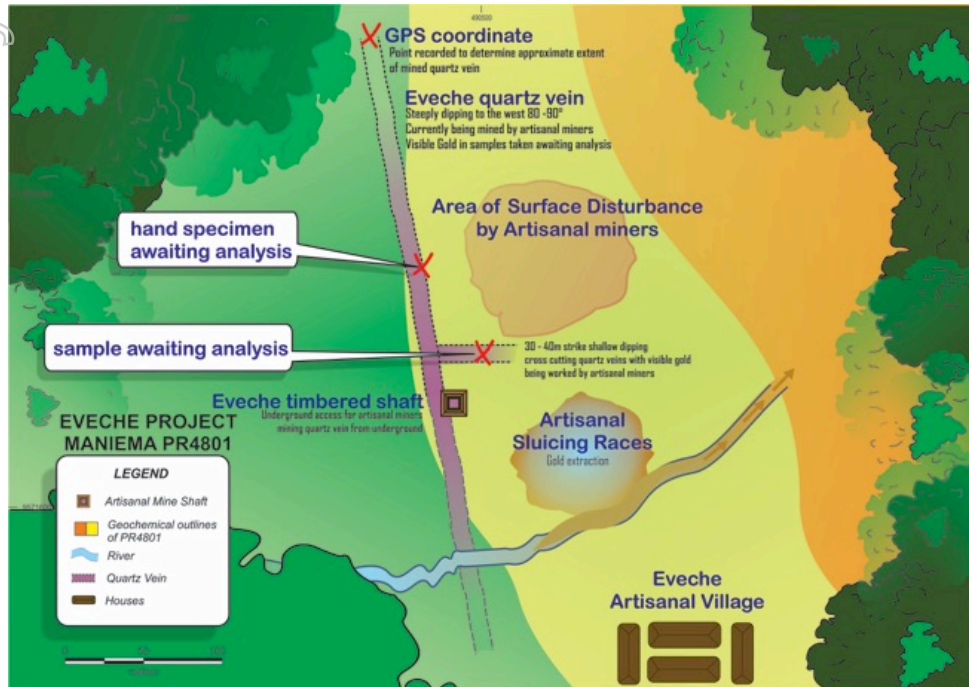 490500
GPS coordinate
Point recorded to determine approximate extent
of mined quartz vein
Eveche quartz vein
Steeply dipping to the west 80 -90°
Currently being mined by artisanal miners
Visible Gold in samples taken awaiting analysis
Area of Surface Disturbance
by Artisanal miners
hand specimen
awaiting analysis
sample awaiting analysis
30 - 40m strike shallow dipping
cross cutting quartz veins with visible gold
being worked by artisanal miners
Eveche timbered shaft
Underground access for artisanal miners
mining quartz vein from underground
Artisanal
Sluicing Races
Gold extraction
EVECHE PROJECT
MANIEMA PR4801
LEGEND
Artisanal Mine Shaft
Geochemical outlines
of PR4801
River
Quartz Vein
Houses
Eveche
Artisanal Village
0
50
100